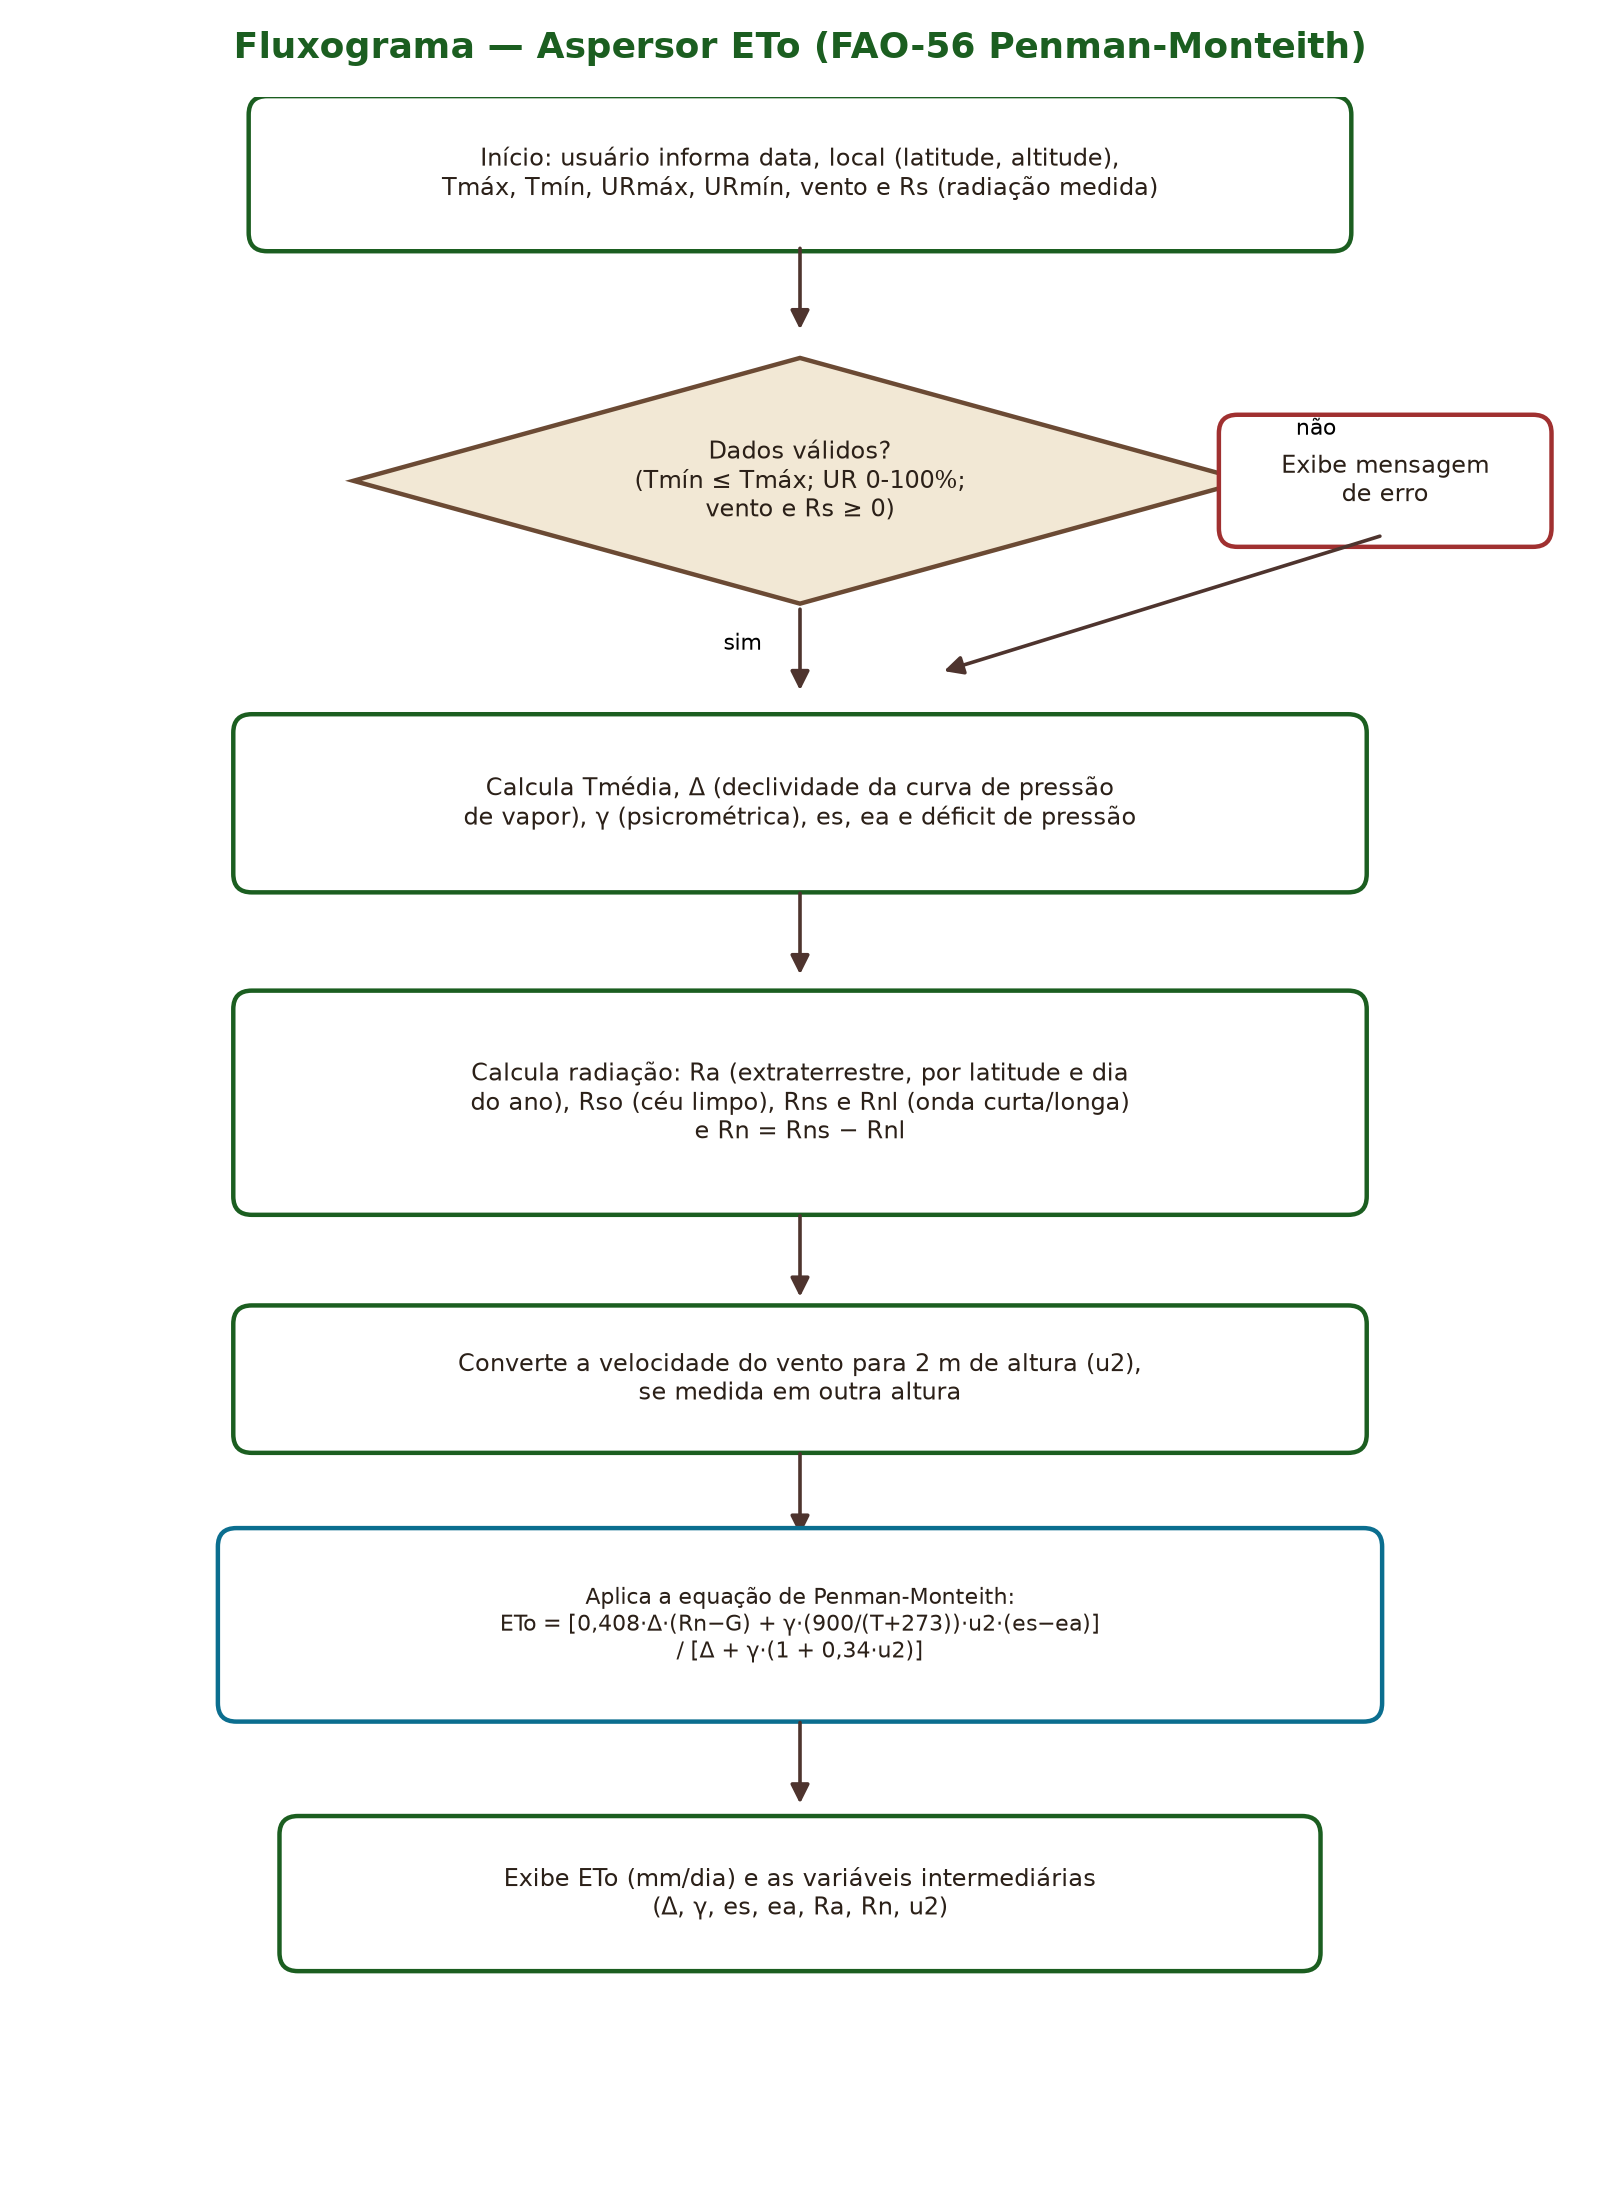 Fluxograma — Aspersor ETo (FAO-56 Penman-Monteith)
Início: usuário informa data, local (latitude, altitude),
Tmáx, Tmín, URmáx, URmín, vento e Rs (radiação medida)
Dados válidos?
(Tmín ≤ Tmáx; UR 0-100%;
vento e Rs ≥ 0)
não
Exibe mensagem
de erro
sim
Calcula Tmédia, Δ (declividade da curva de pressão
de vapor), γ (psicrométrica), es, ea e déficit de pressão
Calcula radiação: Ra (extraterrestre, por latitude e dia
do ano), Rso (céu limpo), Rns e Rnl (onda curta/longa)
e Rn = Rns − Rnl
Converte a velocidade do vento para 2 m de altura (u2),
se medida em outra altura
Aplica a equação de Penman-Monteith:
ETo = [0,408·Δ·(Rn−G) + γ·(900/(T+273))·u2·(es−ea)]
/ [Δ + γ·(1 + 0,34·u2)]
Exibe ETo (mm/dia) e as variáveis intermediárias
(Δ, γ, es, ea, Ra, Rn, u2)